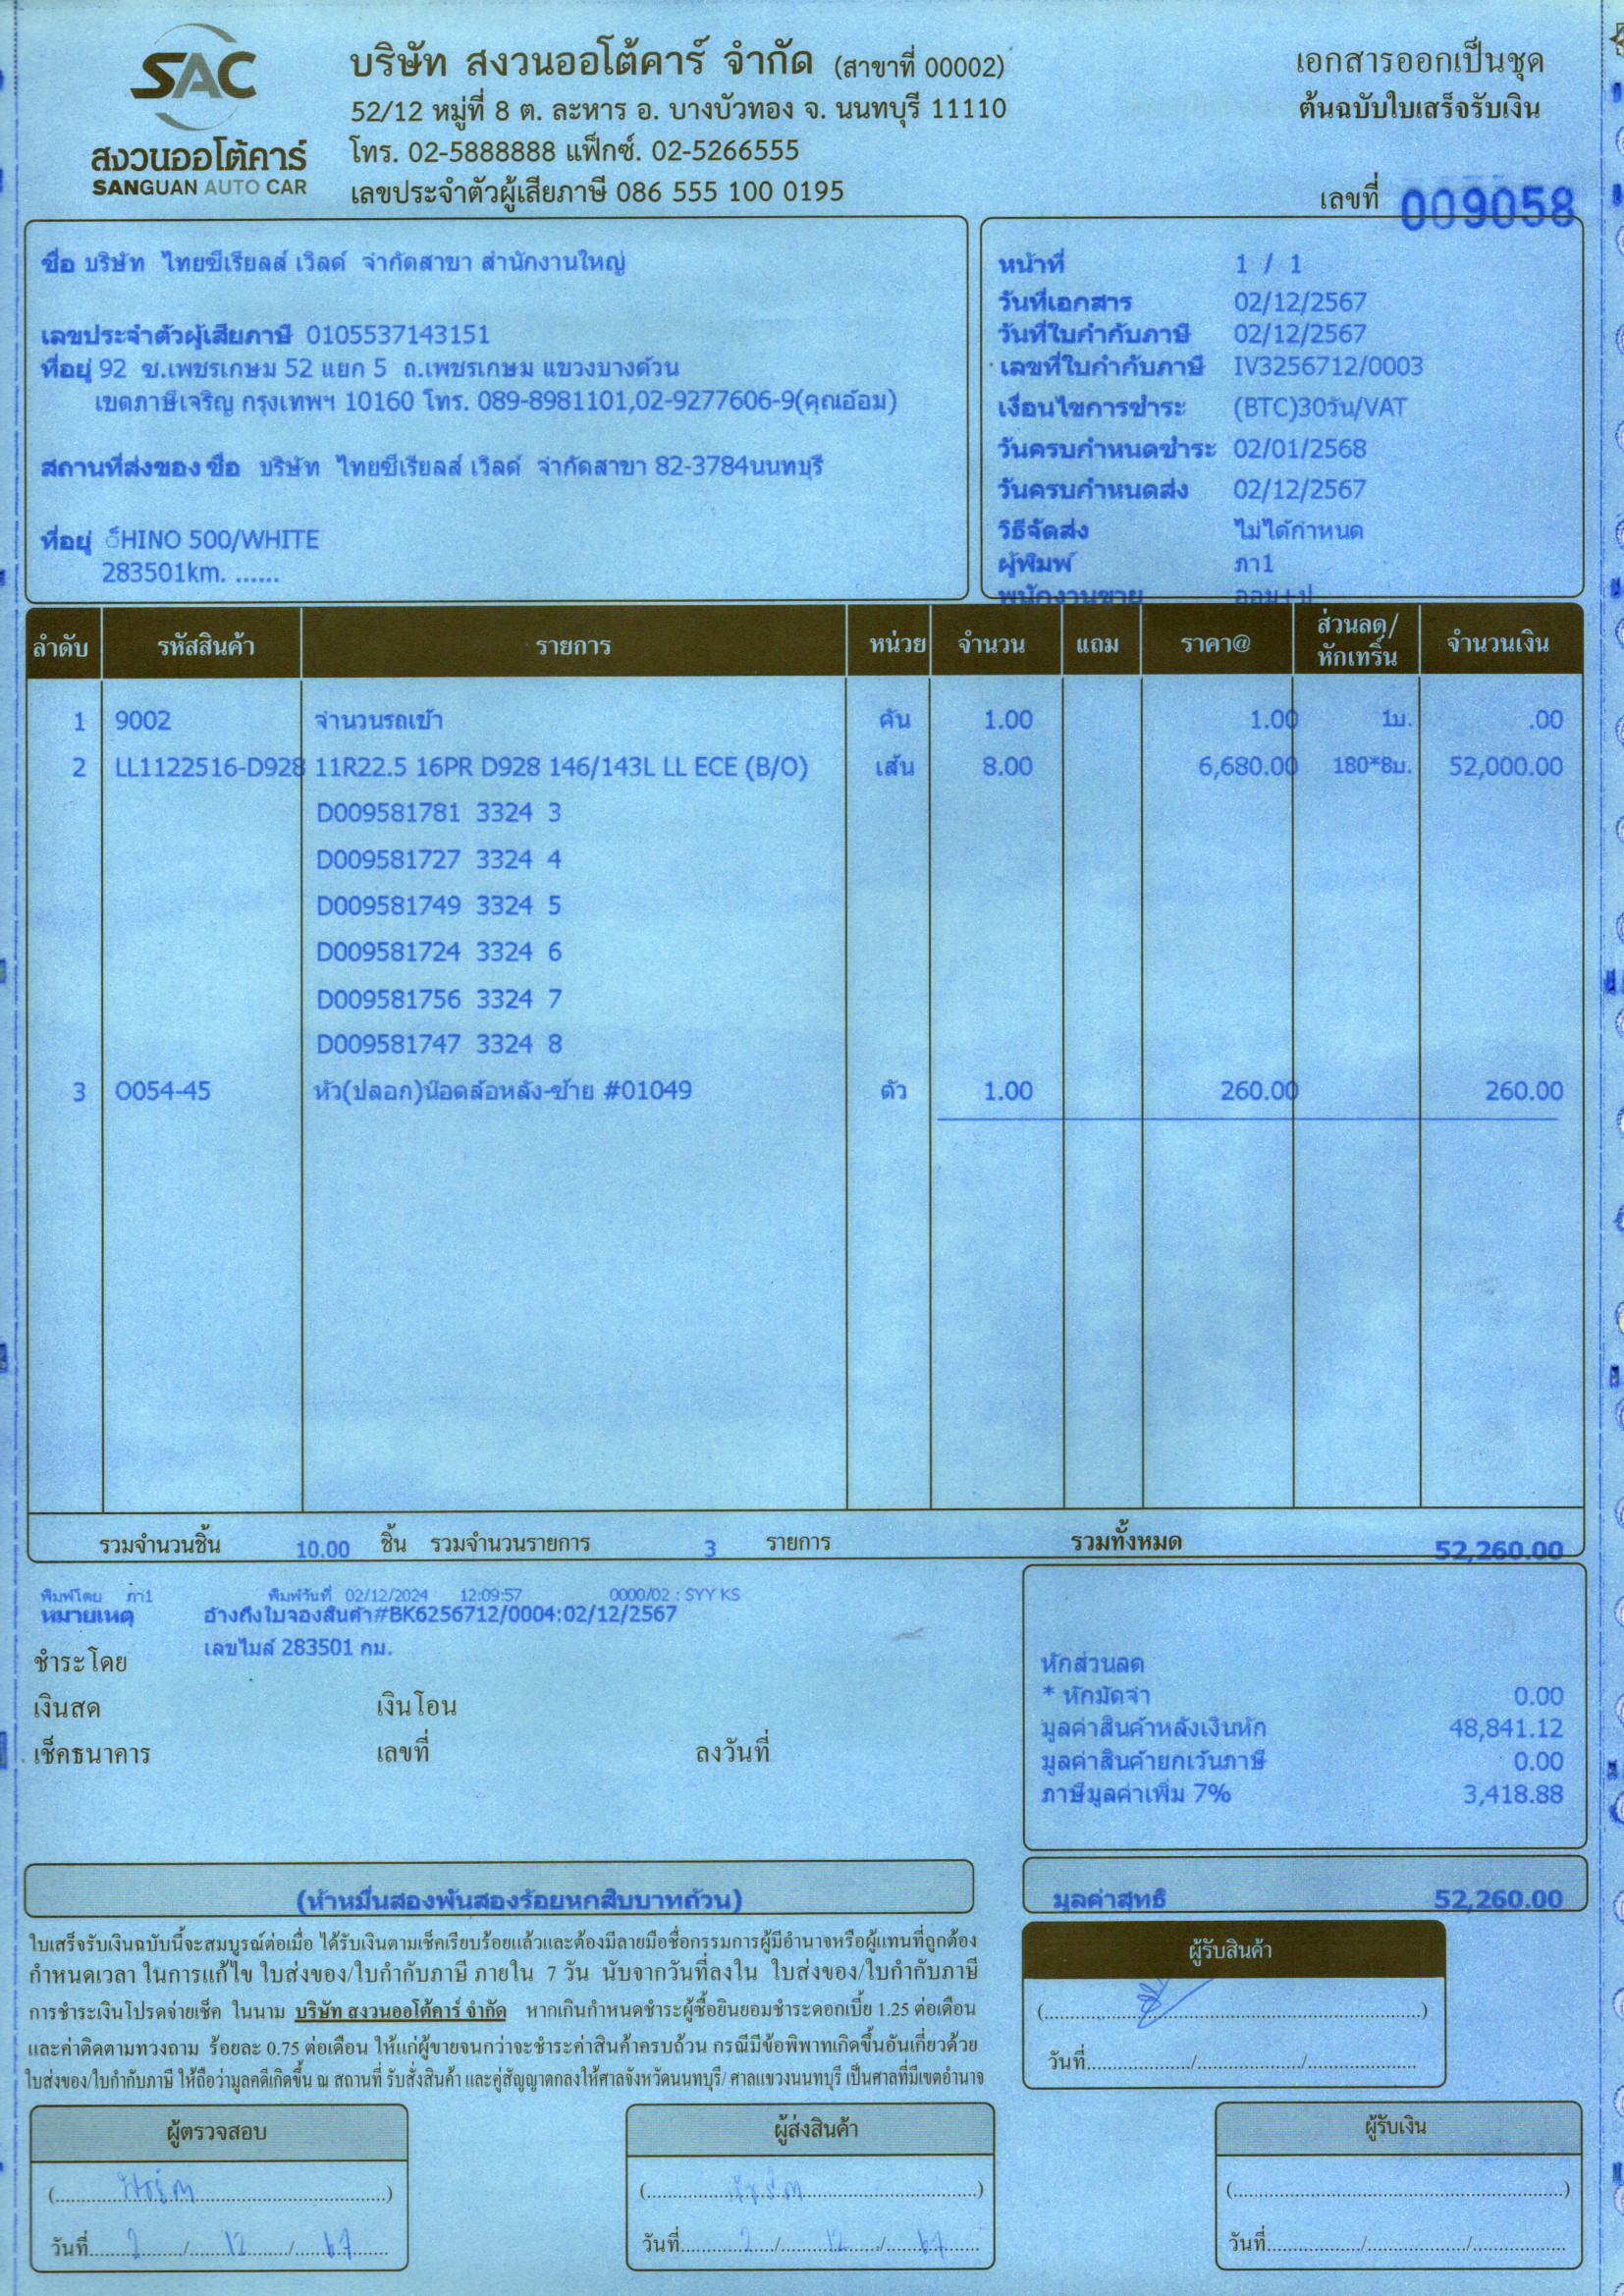 SAC
สงวนออโต้คาร์
SANGUAN AUTO CAR
บริษัท สงวนออโต้คาร์ จำกัด (สาขาที่ 00002)
52/12 หมู่ที่ 8 ต. ละหาร อ. บางบัวทอง จ. นนทบุรี 11110
โทร. 02-5888888 แฟ็กซ์. 02-5266555
เลขประจำตัวผู้เสียภาษี 086 555 100 0195
เอกสารออกเป็นชุด
ต้นฉบับใบเสร็จรับเงิน
เลขที่ 009058
ชื่อ บริษัท ไทยซีเรียลส์ เวิลด์ จำกัดสาขา สำนักงานใหญ่
เลขประจำตัวผู้เสียภาษี 0105537143151
ที่อยู่ 92 ซ.เพชรเกษม 52 แยก 5 ถ.เพชรเกษม แขวงบางด้วน
เขตภาษีเจริญ กรุงเทพฯ 10160 โทร. 089-8981101,02-9277606-9(คุณอ้อม)
สถานที่ส่งของ ชื่อ บริษัท ไทยซีเรียลส์ เวิลด์ จำกัดสาขา 82-3784นนทบุรี
ที่อยู่ ็HINO 500/WHITE
283501km. ......
หน้าที่ 1 / 1
วันที่เอกสาร 02/12/2567
วันที่ใบกำกับภาษี 02/12/2567
เลขที่ใบกำกับภาษี IV3256712/0003
เงื่อนไขการชำระ (BTC)30วัน/VAT
วันครบกำหนดชำระ 02/01/2568
วันครบกำหนดส่ง 02/12/2567
วิธีจัดส่ง ไม่ได้กำหนด
ผู้พิมพ์ ภา1
พนักงานขาย ออม+ป
ลำดับ รหัสสินค้า รายการ หน่วย จำนวน แถม ราคา@ ส่วนลด/หักเทริ์น จำนวนเงิน
1 9002 จำนวนรถเข้า คัน 1.00 1.00 1บ. .00
2 LL1122516-D928 11R22.5 16PR D928 146/143L LL ECE (B/O) เส้น 8.00 6,680.00 180*8บ. 52,000.00
D009581781 3324 3
D009581727 3324 4
D009581749 3324 5
D009581724 3324 6
D009581756 3324 7
D009581747 3324 8
3 O054-45 หัว(ปลอก)น๊อตล้อหลัง-ซ้าย #01049 ตัว 1.00 260.00 260.00
รวมจำนวนชิ้น 10.00 ชิ้น รวมจำนวนรายการ 3 รายการ รวมทั้งหมด 52,260.00
พิมพ์โดย ภา1 พิมพ์วันที่ 02/12/2024 12:09:57 0000/02 : SYY KS
หมายเหตุ อ้างถึงใบจองสินค้า#BK6256712/0004:02/12/2567
เลขไมล์ 283501 กม.
ชำระโดย
เงินสด เงินโอน
เช็คธนาคาร เลขที่ ลงวันที่
หักส่วนลด
* หักมัดจำ 0.00
มูลค่าสินค้าหลังเงินหัก 48,841.12
มูลค่าสินค้ายกเว้นภาษี 0.00
ภาษีมูลค่าเพิ่ม 7% 3,418.88
(ห้าหมื่นสองพันสองร้อยหกสิบบาทถ้วน)
มูลค่าสุทธิ 52,260.00
ใบเสร็จรับเงินฉบับนี้จะสมบูรณ์ต่อเมื่อ ได้รับเงินตามเช็คเรียบร้อยแล้วและต้องมีลายมือชื่อกรรมการผู้มีอำนาจหรือผู้แทนที่ถูกต้อง
กำหนดเวลา ในการแก้ไข ใบส่งของ/ใบกำกับภาษี ภายใน 7 วัน นับจากวันที่ลงใน ใบส่งของ/ใบกำกับภาษี
การชำระเงินโปรดจ่ายเช็ค ในนาม บริษัท สงวนออโต้คาร์ จำกัด หากเกินกำหนดชำระผู้ซื้อยินยอมชำระดอกเบี้ย 1.25 ต่อเดือน
และค่าติดตามทวงถาม ร้อยละ 0.75 ต่อเดือน ให้แก่ผู้ขายจนกว่าจะชำระค่าสินค้าครบถ้วน กรณีมีข้อพิพาทเกิดขึ้นอันเกี่ยวด้วย
ใบส่งของ/ใบกำกับภาษี ให้ถือว่ามูลคดีเกิดขึ้น ณ สถานที่ รับสั่งสินค้า และคู่สัญญาตกลงให้ศาลจังหวัดนนทบุรี/ ศาลแขวงนนทบุรี เป็นศาลที่มีเขตอำนาจ
ผู้รับสินค้า
(....................)
วันที่........../........../..........
ผู้ตรวจสอบ
วันที่ 2 / 12 / 67
ผู้ส่งสินค้า
วันที่ 2 / 12 / 67
ผู้รับเงิน
(....................)
วันที่........../........../..........